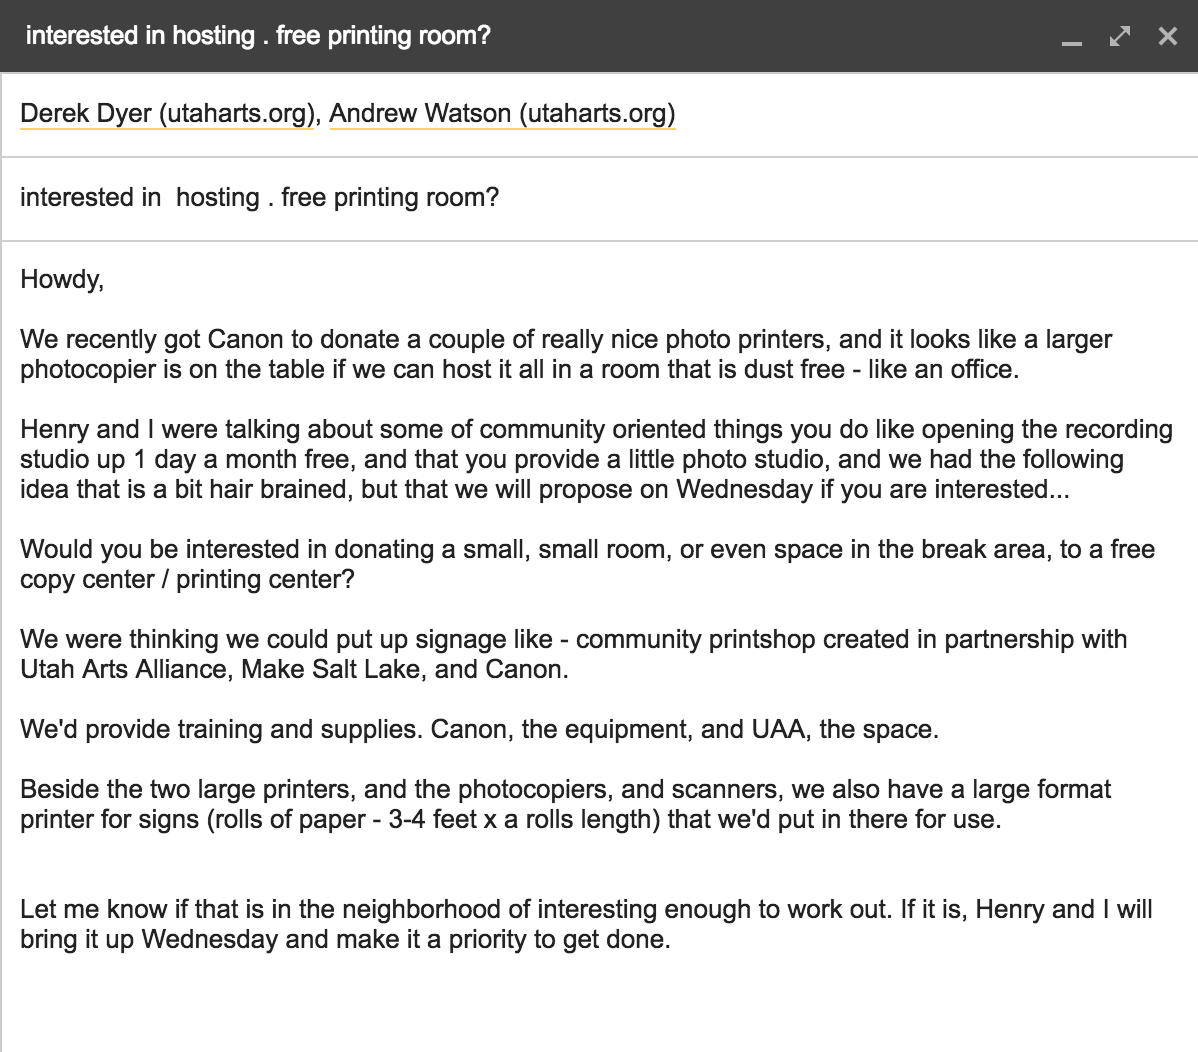 interested in hosting . free printing room?
Derek Dyer (utaharts.org), Andrew Watson (utaharts.org)
interested in  hosting . free printing room?
Howdy,
We recently got Canon to donate a couple of really nice photo printers, and it looks like a larger
photocopier is on the table if we can host it all in a room that is dust free - like an office.
Henry and I were talking about some of community oriented things you do like opening the recording
studio up 1 day a month free, and that you provide a little photo studio, and we had the following
idea that is a bit hair brained, but that we will propose on Wednesday if you are interested...
Would you be interested in donating a small, small room, or even space in the break area, to a free
copy center / printing center?
We were thinking we could put up signage like - community printshop created in partnership with
Utah Arts Alliance, Make Salt Lake, and Canon.
We'd provide training and supplies. Canon, the equipment, and UAA, the space.
Beside the two large printers, and the photocopiers, and scanners, we also have a large format
printer for signs (rolls of paper - 3-4 feet x a rolls length) that we'd put in there for use.
Let me know if that is in the neighborhood of interesting enough to work out. If it is, Henry and I will
bring it up Wednesday and make it a priority to get done.